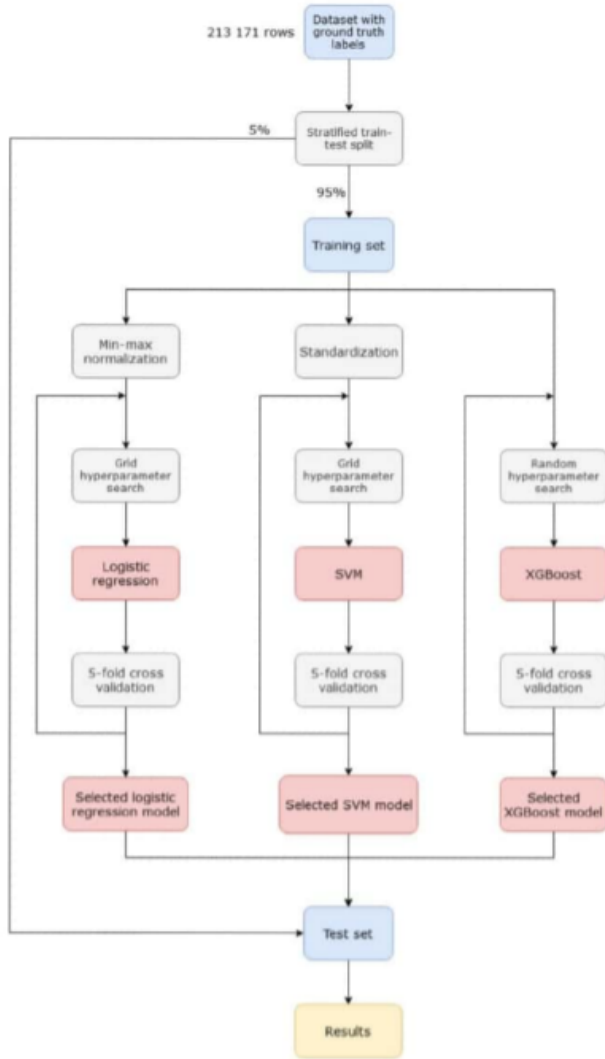 213 171 rows
Dataset with
ground truth
labels
5%
Stratified train-
test split
95%
Training set
Min-max
normalization
Standardization
Grid
hyperparameter
search
Grid
hyperparameter
search
Random
hyperparameter
search
Logistic
regression
SVM
XGBoost
5-fold cross
validation
5-fold cross
validation
5-fold cross
validation
Selected logistic
regression model
Selected SVM model
Selected
XGBoost model
Test set
Results